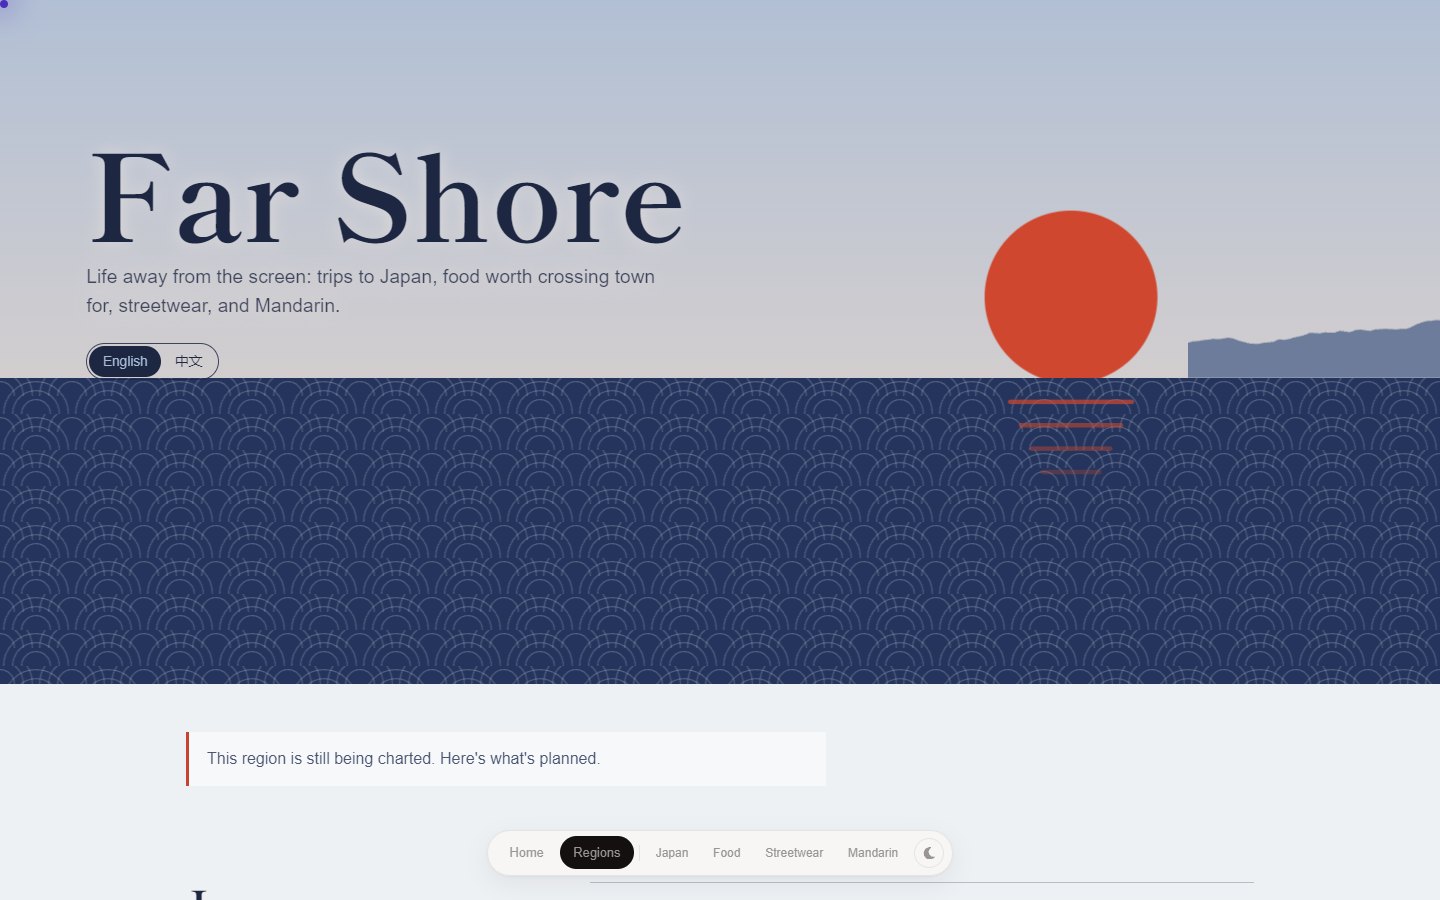 Far Shore
Life away from the screen: trips to Japan, food worth crossing town
for, streetwear, and Mandarin.
English 中文
This region is still being charted. Here's what's planned.
Home Regions Japan Food Streetwear Mandarin